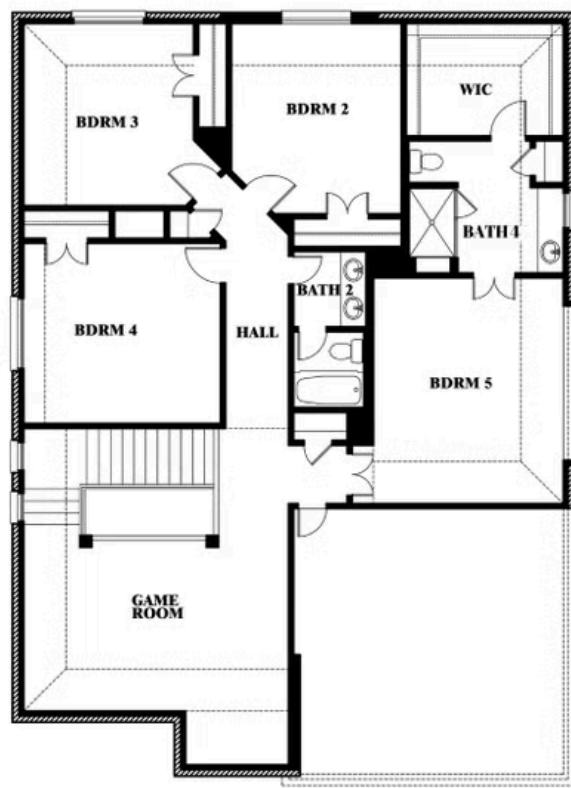 BDRM 3
BDRM 2
WIC
BATH 4
BATH 2
BDRM 4
HALL
BDRM 5
GAME
ROOM